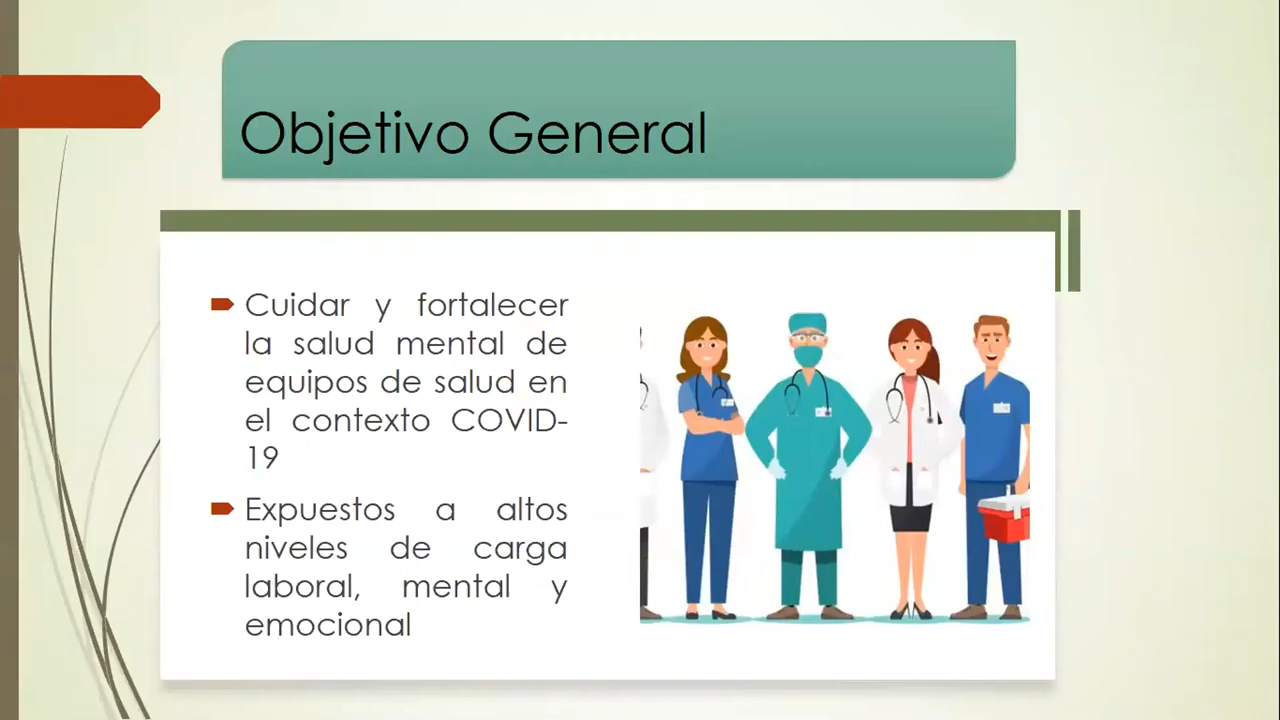 Objetivo General
Cuidar y fortalecer
la salud mental de
equipos de salud en
el contexto COVID-
19
Expuestos a altos
niveles de carga
laboral, mental y
emocional